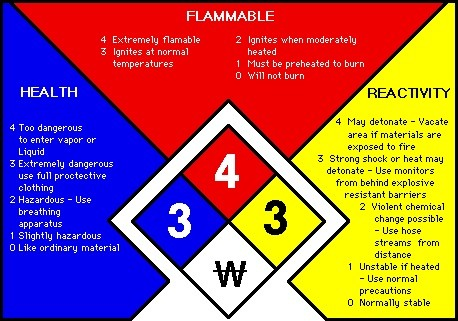 FLAMMABLE
4 Extremely flamable
3 Ignites at normal
temperatures
2 Ignites when moderately
heated
1 Must be preheated to burn
0 Will not burn
HEALTH
4 Too dangerous
to enter vapor or
Liquid
3 Extremely dangerous
use full proctective
clothing
2 Hazardous - Use
breathing
apparatus
1 Slightly hazardous
0 Like ordinary material
REACTIVITY
4 May detonate - Vacate
area if materials are
exposed to fire
3 Strong shock or heat may
detonate - Use monitors
from behind explosive
resistant barriers
2 Violent chemical
change possible
- Use hose
streams from
distance
1 Unstable if heated
- Use normal
precautions
0 Normally stable
4
3
3
W